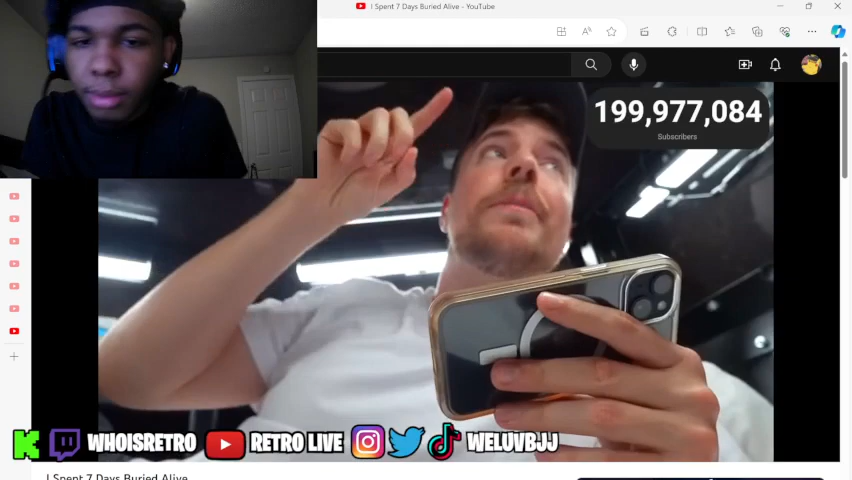 I Spent 7 Days Buried Alive - YouTube
199,977,084
Subscribers
WHOISRETRO RETRO LIVE WELUVBJJ
I Spent 7 Days Buried Alive